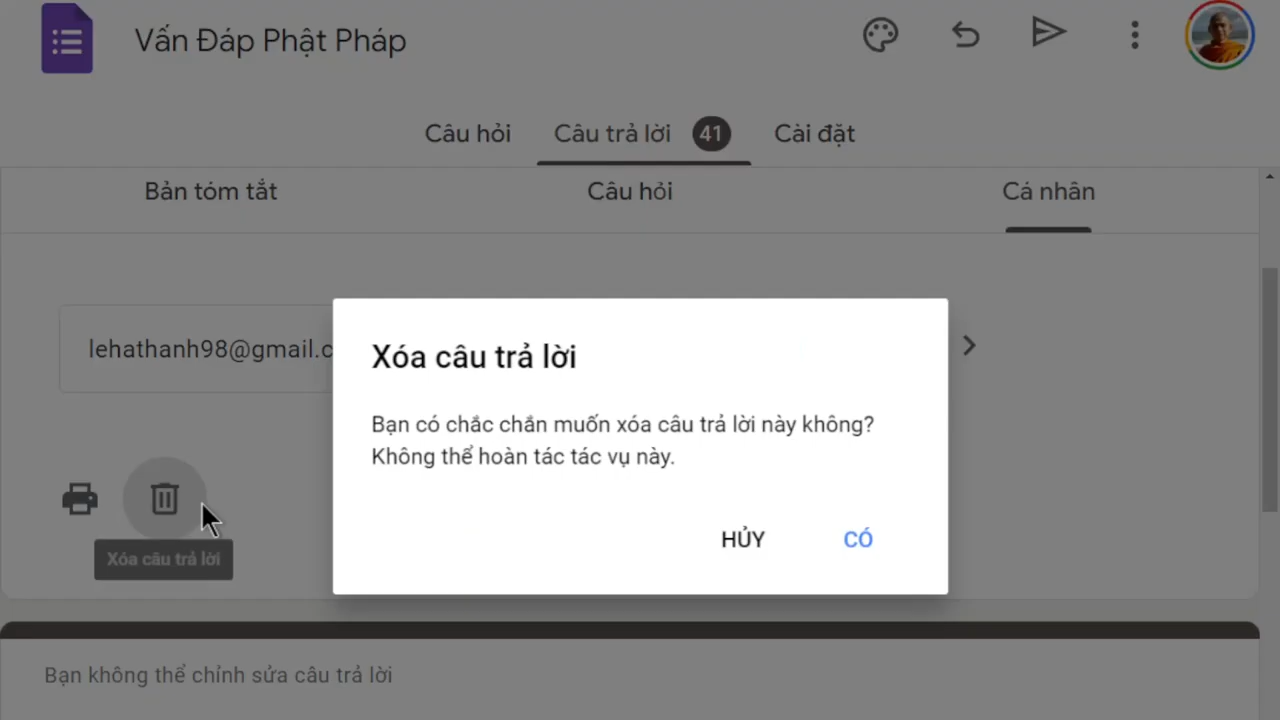 Vấn Đáp Phật Pháp
Câu hỏi
Câu trả lời
41
Cài đặt
Bản tóm tắt
Câu hỏi
Cá nhân
lehathanh98@gmail.c
Xóa câu trả lời
Bạn có chắc chắn muốn xóa câu trả lời này không?
Không thể hoàn tác tác vụ này.
HỦY
CÓ
Xóa câu trả lời
Bạn không thể chỉnh sửa câu trả lời